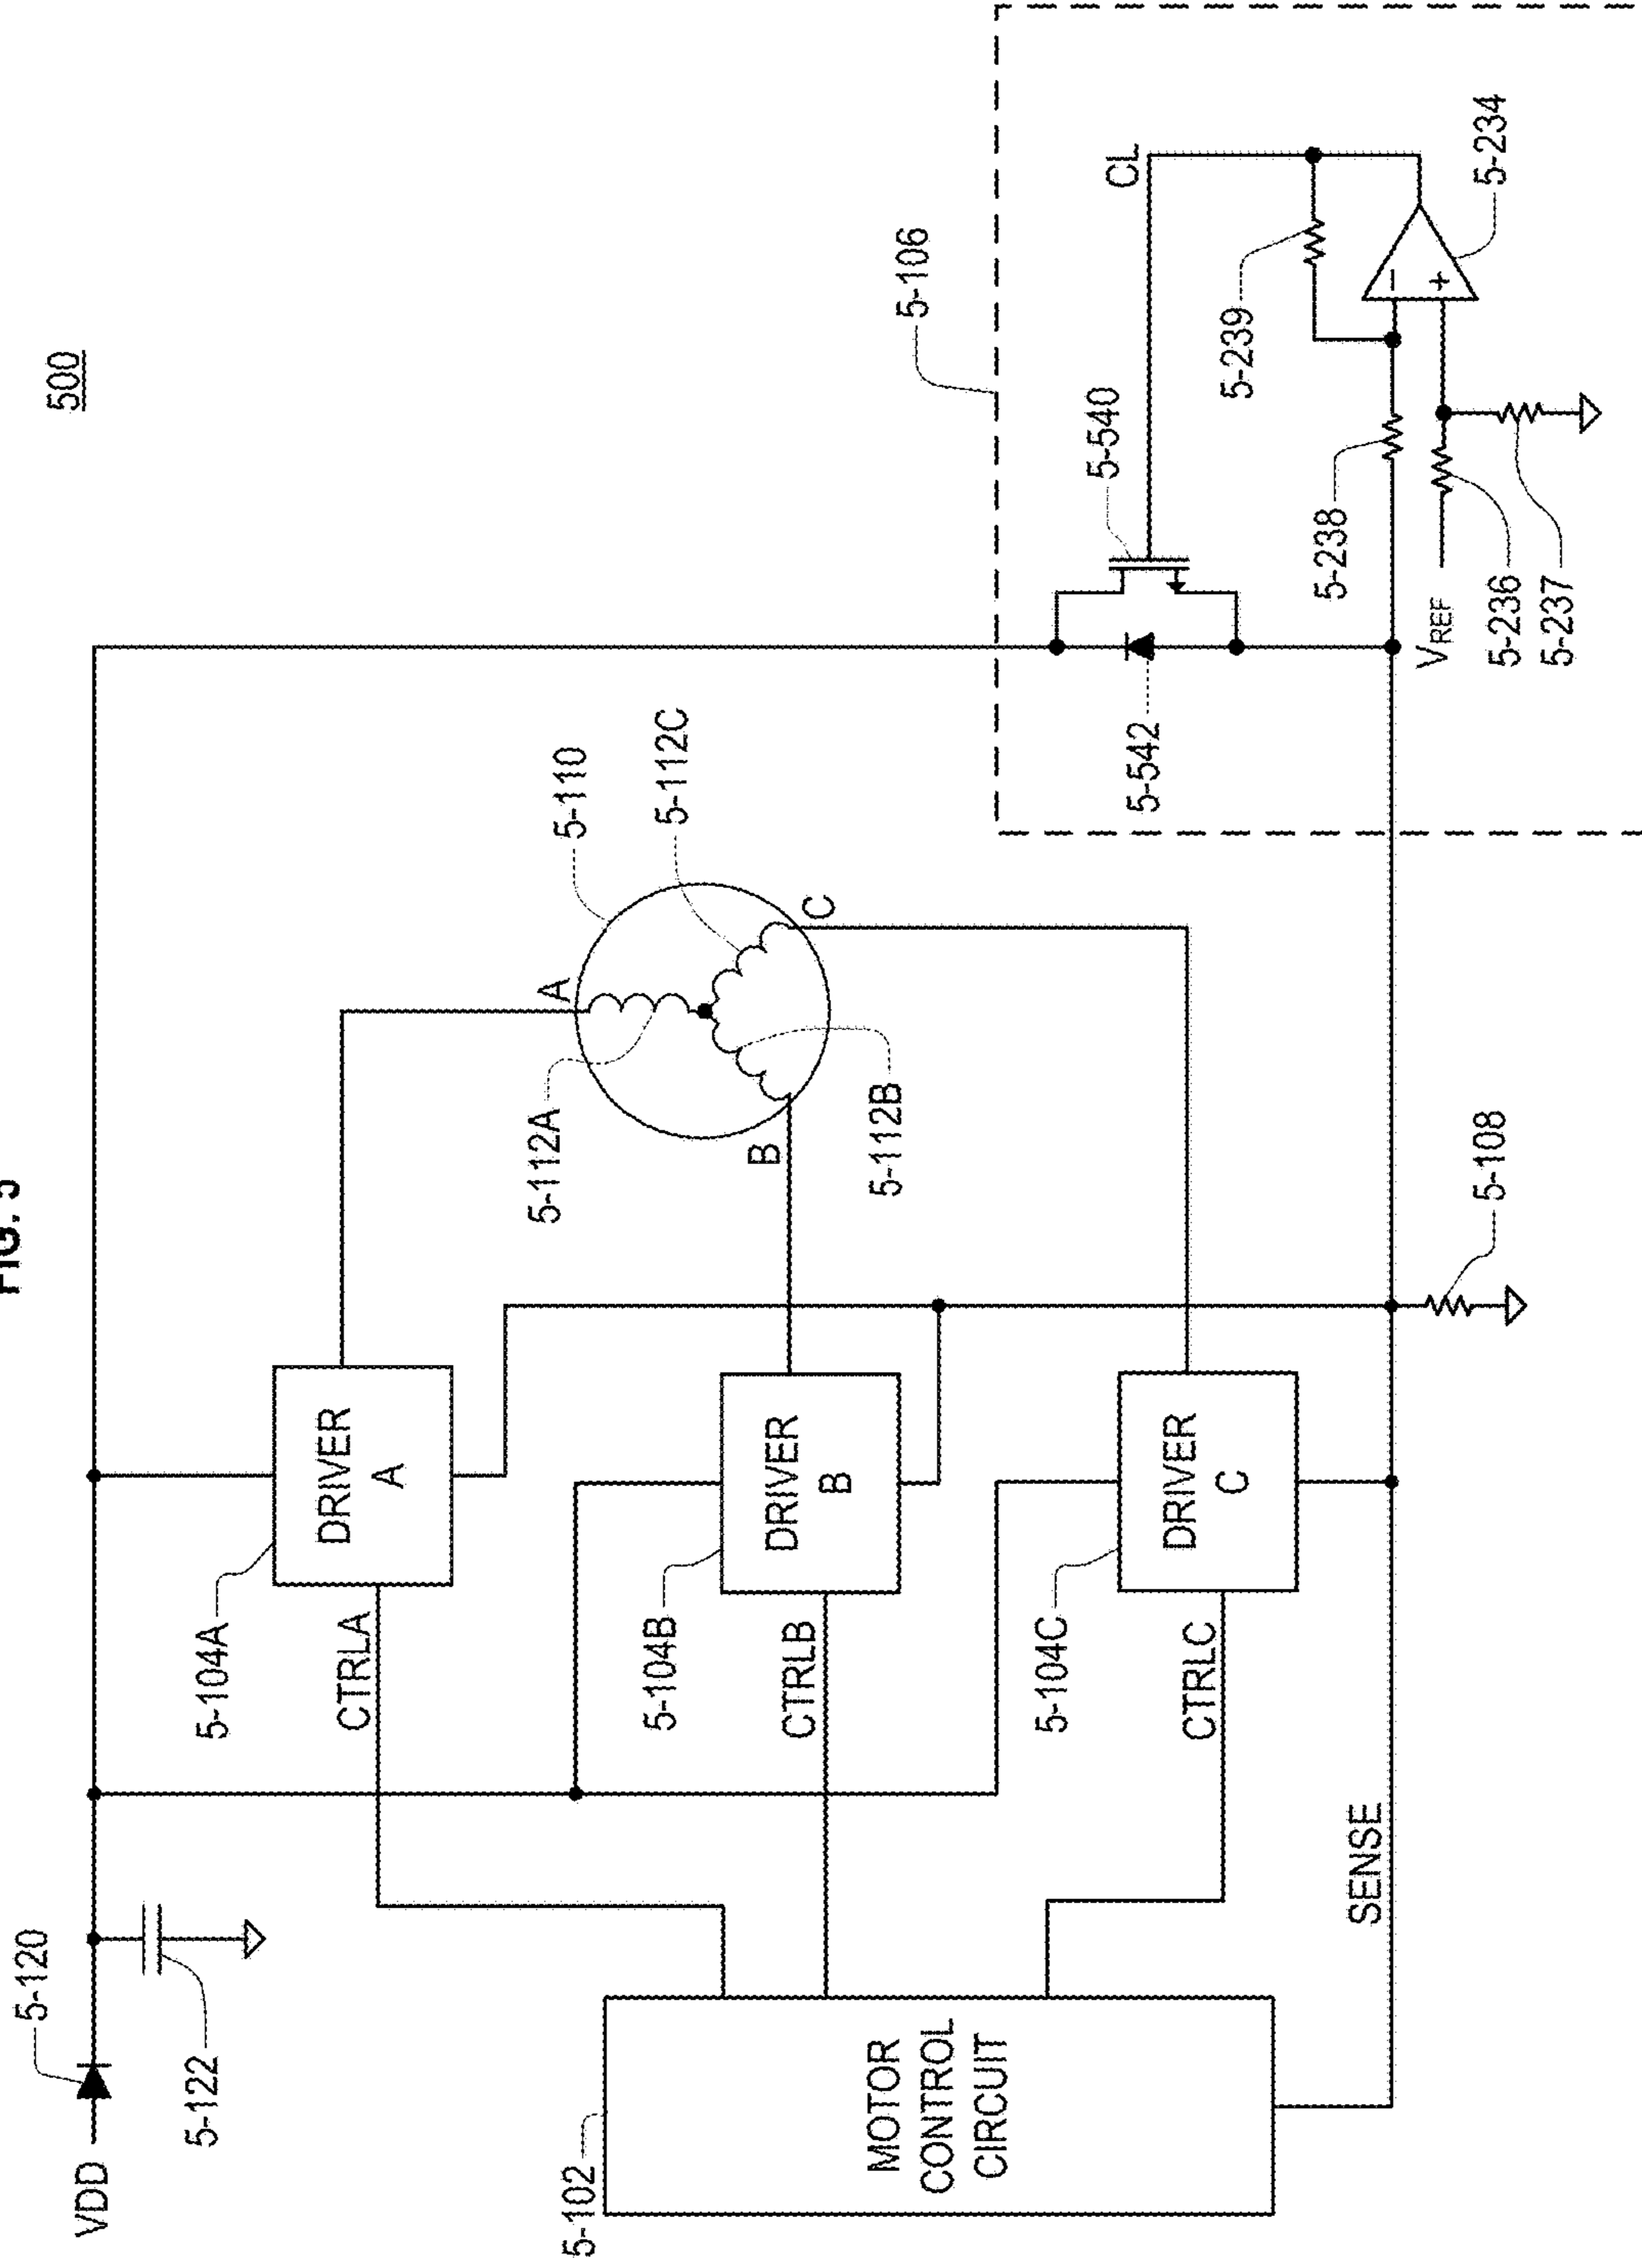 FIG. 5
500
VDD
5-120
5-122
5-102
MOTOR
CONTROL
CIRCUIT
5-104A
CTRLA
DRIVER
A
5-104B
CTRLB
DRIVER
B
5-104C
CTRLC
DRIVER
C
SENSE
5-110
A
5-112A
5-112C
B
C
5-112B
5-108
5-106
5-540
CL
5-542
5-239
5-238
VREF
5-236
5-237
−
+
5-234